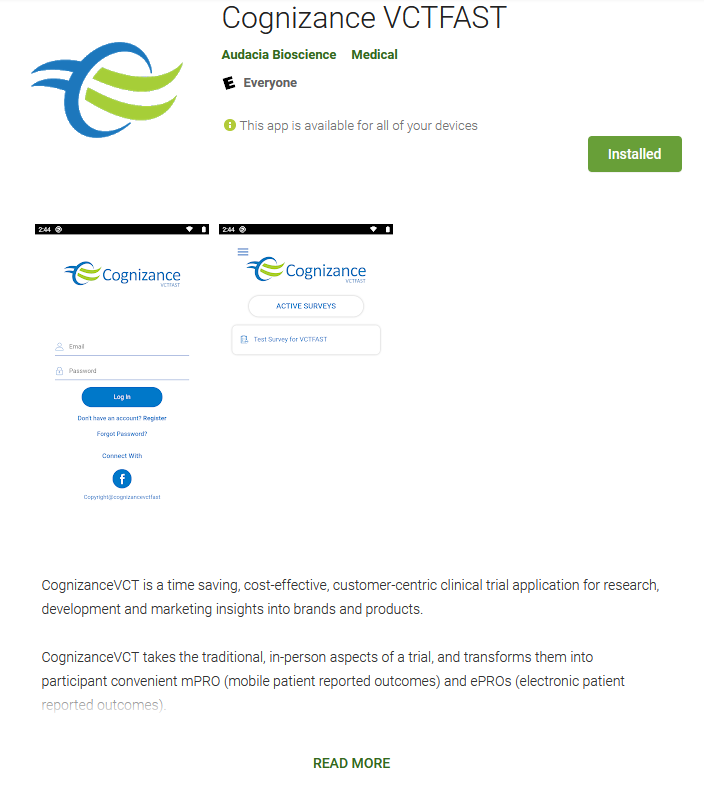 Cognizance VCTFAST
Audacia Bioscience Medical
E Everyone
This app is available for all of your devices
Installed
2:44
Cognizance
VCTFAST
Email
Password
Log In
Don't have an account? Register
Forgot Password?
Connect With
f
Copyright@cognizancevctfast
2:44
Cognizance
VCTFAST
ACTIVE SURVEYS
Test Survey for VCTFAST
CognizanceVCT is a time saving, cost-effective, customer-centric clinical trial application for research,
development and marketing insights into brands and products.
CognizanceVCT takes the traditional, in-person aspects of a trial, and transforms them into
participant convenient mPRO (mobile patient reported outcomes) and ePROs (electronic patient
reported outcomes).
READ MORE